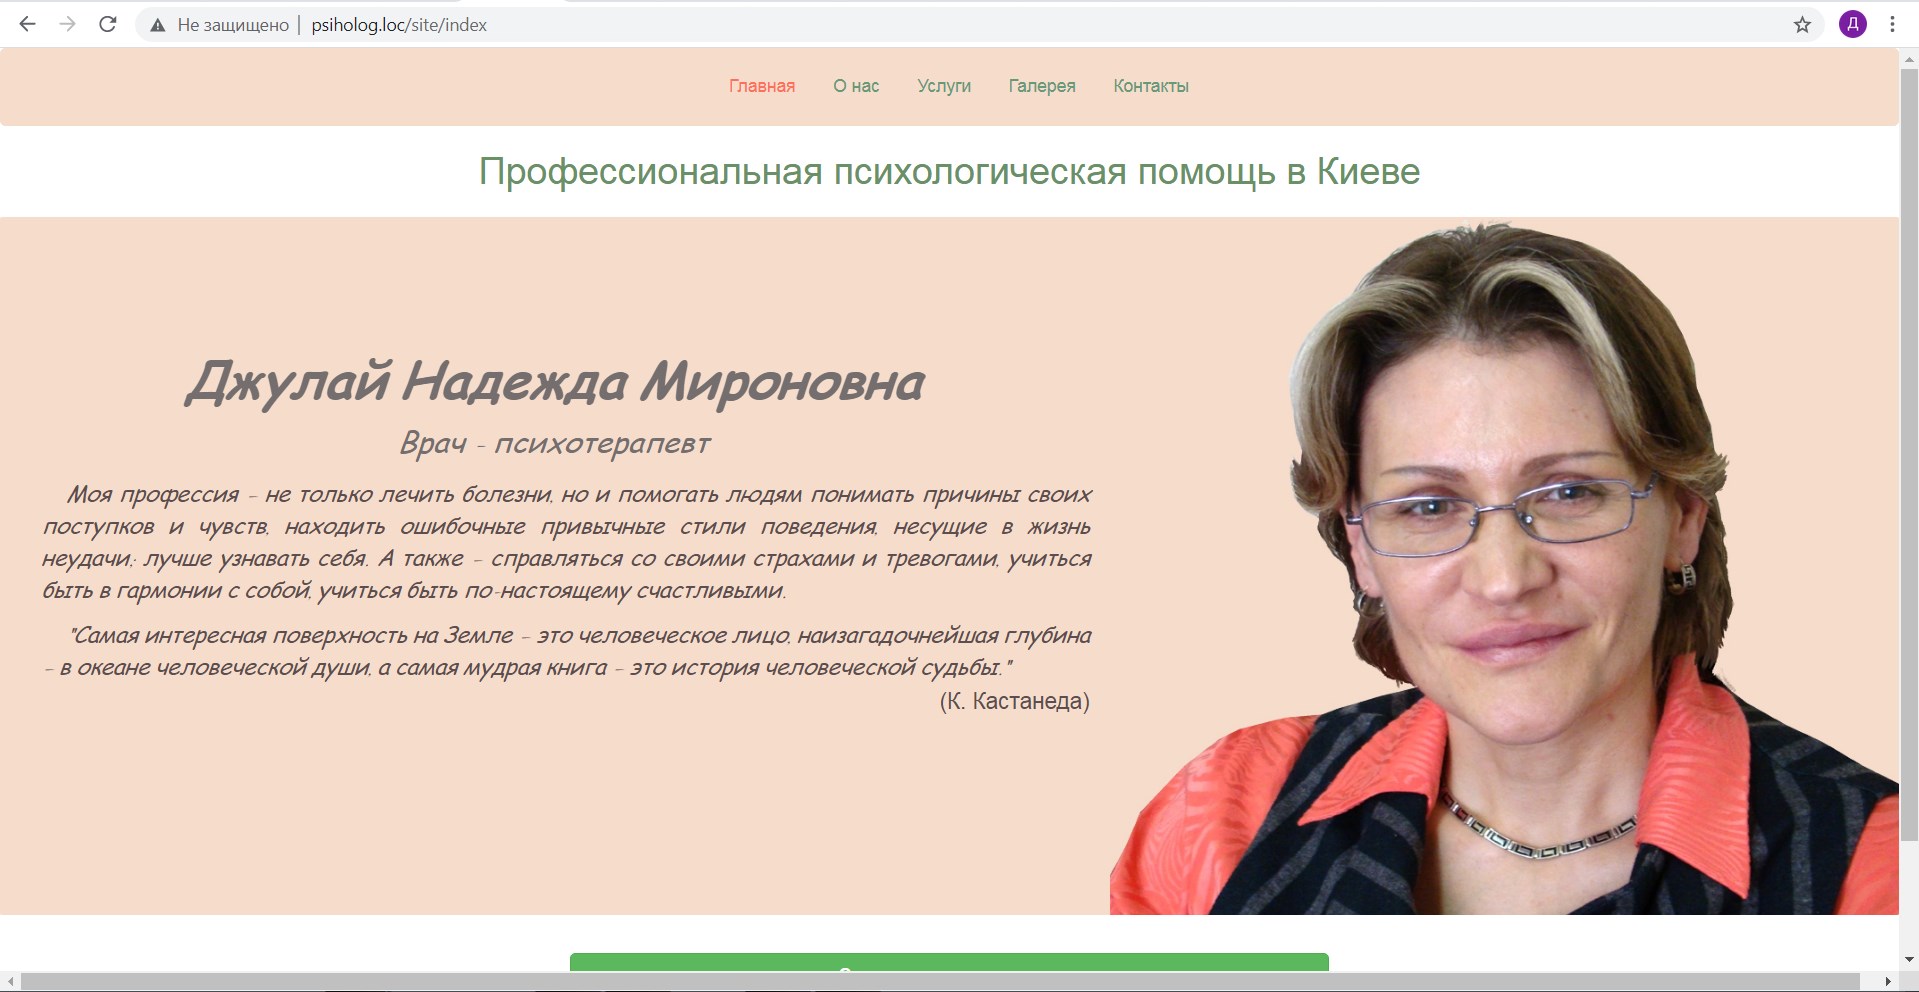 Не защищено | psiholog.loc/site/index
Д
Главная О нас Услуги Галерея Контакты
Профессиональная психологическая помощь в Киеве
Джулай Надежда Мироновна
Врач - психотерапевт
Моя профессия - не только лечить болезни, но и помогать людям понимать причины своих
поступков и чувств, находить ошибочные привычные стили поведения, несущие в жизнь
неудачи,; лучше узнавать себя. А также - справляться со своими страхами и тревогами, учиться
быть в гармонии с собой, учиться быть по-настоящему счастливыми.
"Самая интересная поверхность на Земле - это человеческое лицо, наизагадочнейшая глубина
- в океане человеческой души, а самая мудрая книга - это история человеческой судьбы."
(К. Кастанеда)